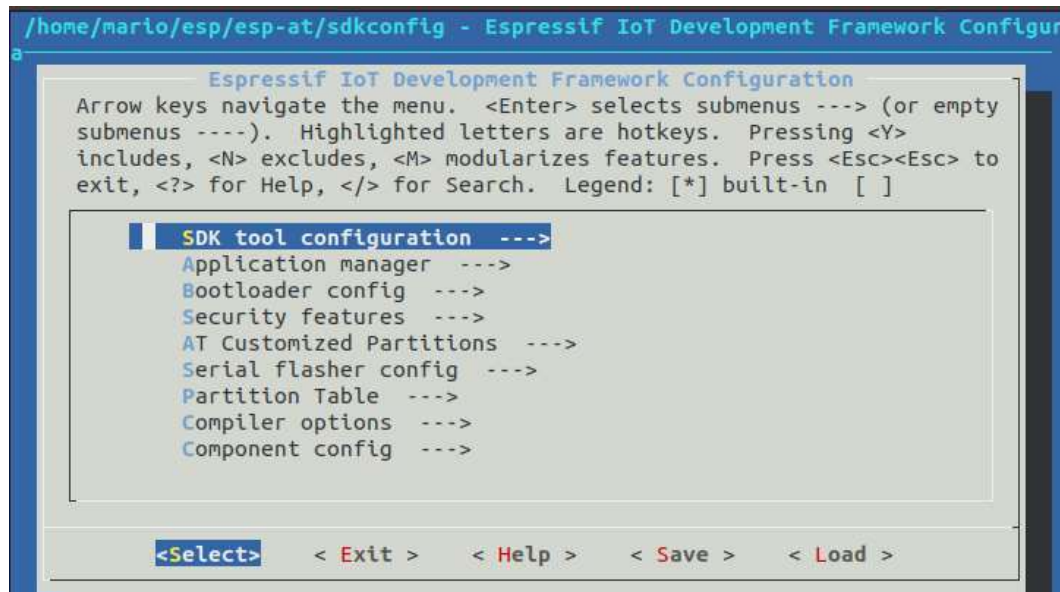 /home/mario/esp/esp-at/sdkconfig - Espressif IoT Development Framework Configur
a
Espressif IoT Development Framework Configuration
Arrow keys navigate the menu.  <Enter> selects submenus ---> (or empty
submenus ----).  Highlighted letters are hotkeys.  Pressing <Y>
includes, <N> excludes, <M> modularizes features.  Press <Esc><Esc> to
exit, <?> for Help, </> for Search.  Legend: [*] built-in  [ ]
SDK tool configuration  --->
Application manager  --->
Bootloader config  --->
Security features  --->
AT Customized Partitions  --->
Serial flasher config  --->
Partition Table  --->
Compiler options  --->
Component config  --->
<Select>    < Exit >    < Help >    < Save >    < Load >